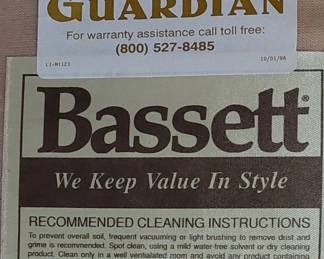 GUARDIAN
For warranty assistance call toll free:
(800) 527-8485
LI-M1123 10/01/98
Bassett®
We Keep Value In Style
RECOMMENDED CLEANING INSTRUCTIONS
To prevent overall soil, frequent vacuuming or light brushing to remove dust and
grime is recommended. Spot clean, using a mild water-free solvent or dry cleaning
product. Clean only in a well ventialated room and avoid any product containing